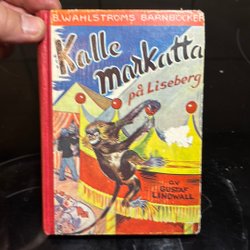 B. WAHLSTRÖMS BARNBÖCKER
Kalle
markatta
på Liseberg
AV
GUSTAF
LINDWALL